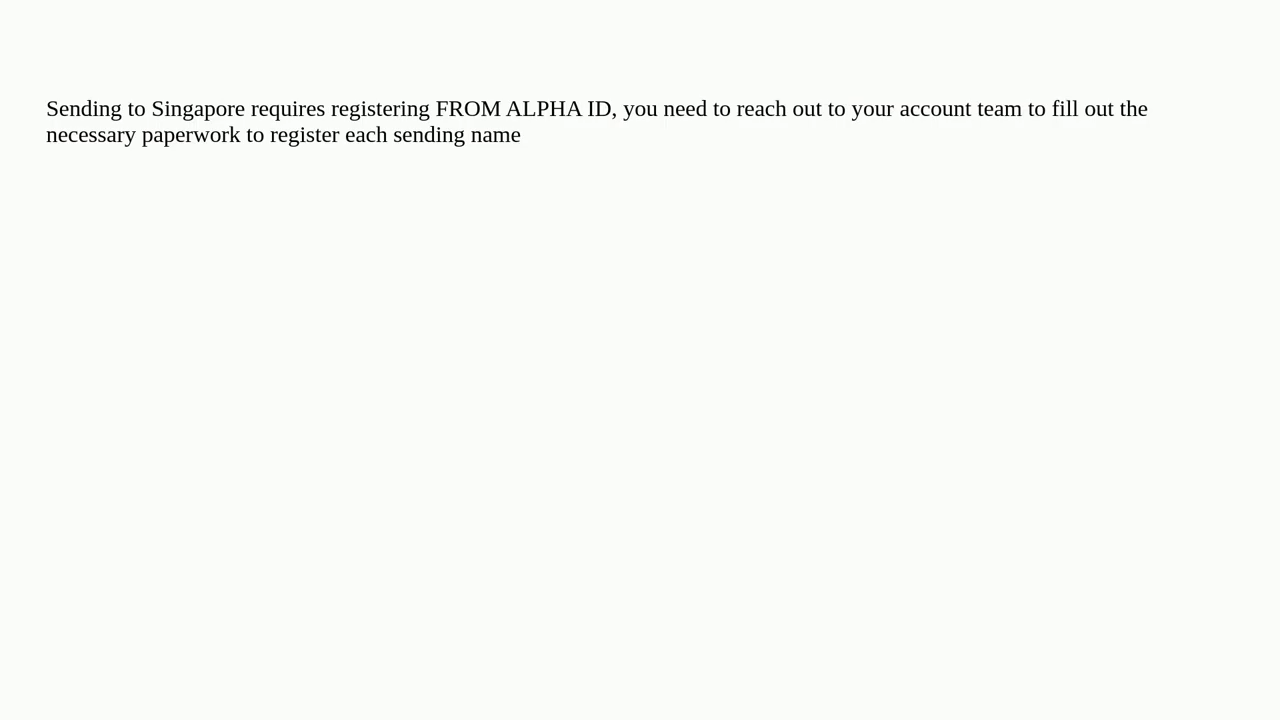 Sending to Singapore requires registering FROM ALPHA ID, you need to reach out to your account team to fill out the
necessary paperwork to register each sending name